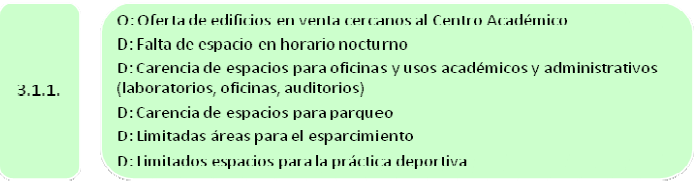 O: Oferta de edificios en venta cercanos al Centro Académico
D: Falta de espacio en horario nocturno
D: Carencia de espacios para oficinas y usos académicos y administrativos
3.1.1.
(laboratorios, oficinas, auditorios)
D: Carencia de espacios para parqueo
D: Limitadas áreas para el esparcimiento
D: Limitados espacios para la práctica deportiva